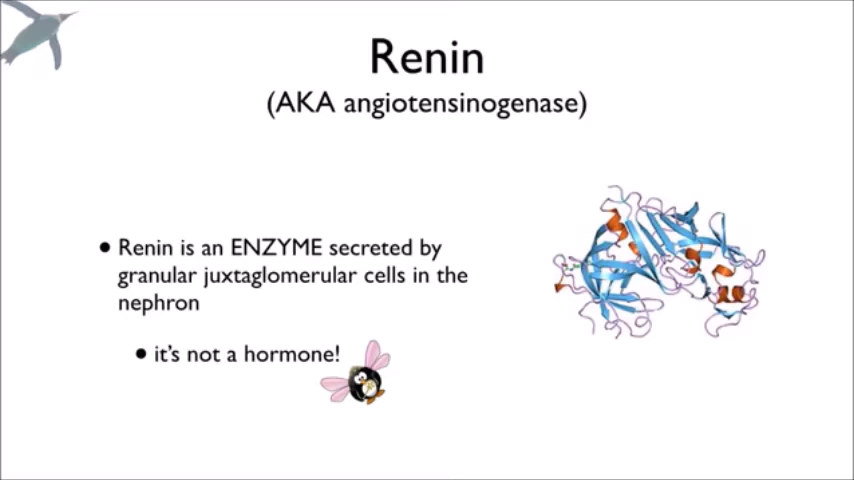 Renin
(AKA angiotensinogenase)
• Renin is an ENZYME secreted by
granular juxtaglomerular cells in the
nephron
• it's not a hormone!